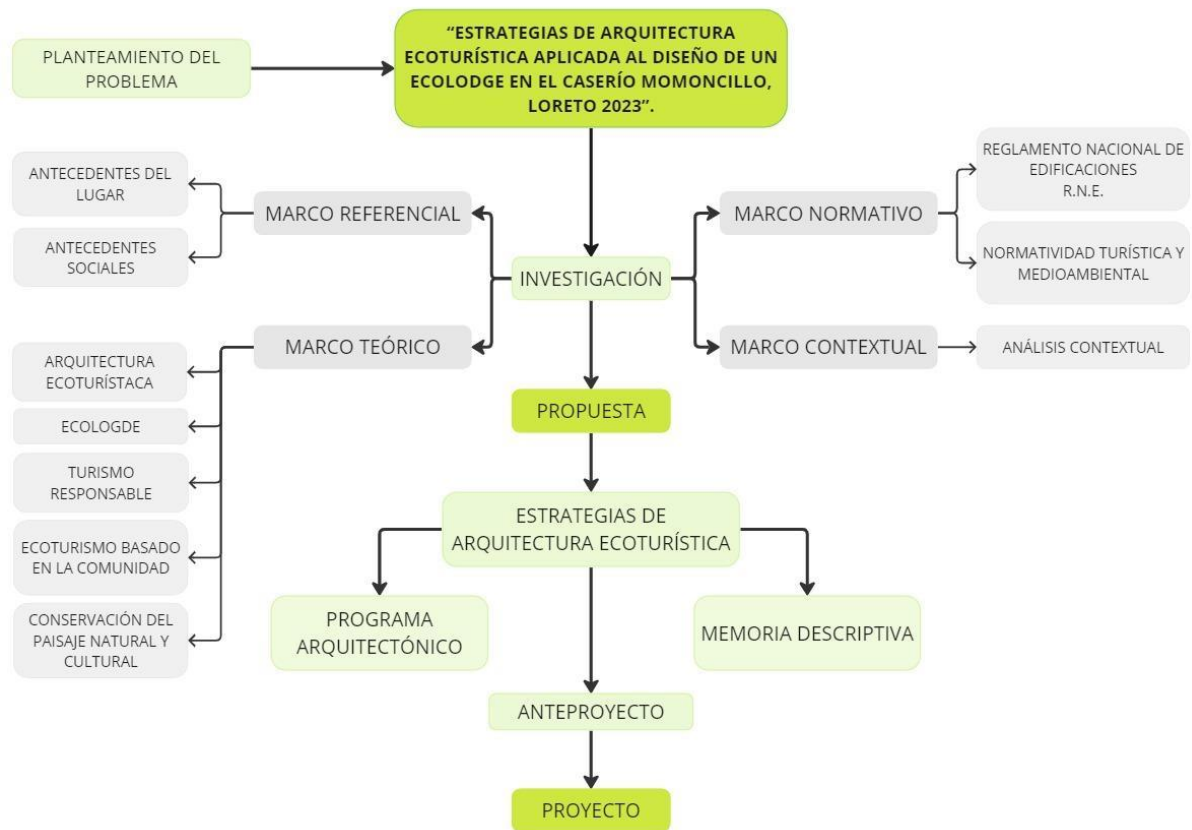 PLANTEAMIENTO DEL
PROBLEMA
“ESTRATEGIAS DE ARQUITECTURA
ECOTURÍSTICA APLICADA AL DISEÑO DE UN
ECOLODGE EN EL CASERÍO MOMONCILLO,
LORETO 2023”.
ANTECEDENTES DEL
LUGAR
ANTECEDENTES
SOCIALES
MARCO REFERENCIAL
MARCO NORMATIVO
REGLAMENTO NACIONAL DE
EDIFICACIONES
R.N.E.
NORMATIVIDAD TURÍSTICA Y
MEDIOAMBIENTAL
INVESTIGACIÓN
MARCO TEÓRICO
MARCO CONTEXTUAL
ANÁLISIS CONTEXTUAL
ARQUITECTURA
ECOTURÍSTACA
ECOLOGDE
TURISMO
RESPONSABLE
ECOTURISMO BASADO
EN LA COMUNIDAD
CONSERVACIÓN DEL
PAISAJE NATURAL Y
CULTURAL
PROPUESTA
ESTRATEGIAS DE
ARQUITECTURA ECOTURÍSTICA
PROGRAMA
ARQUITECTÓNICO
MEMORIA DESCRIPTIVA
ANTEPROYECTO
PROYECTO